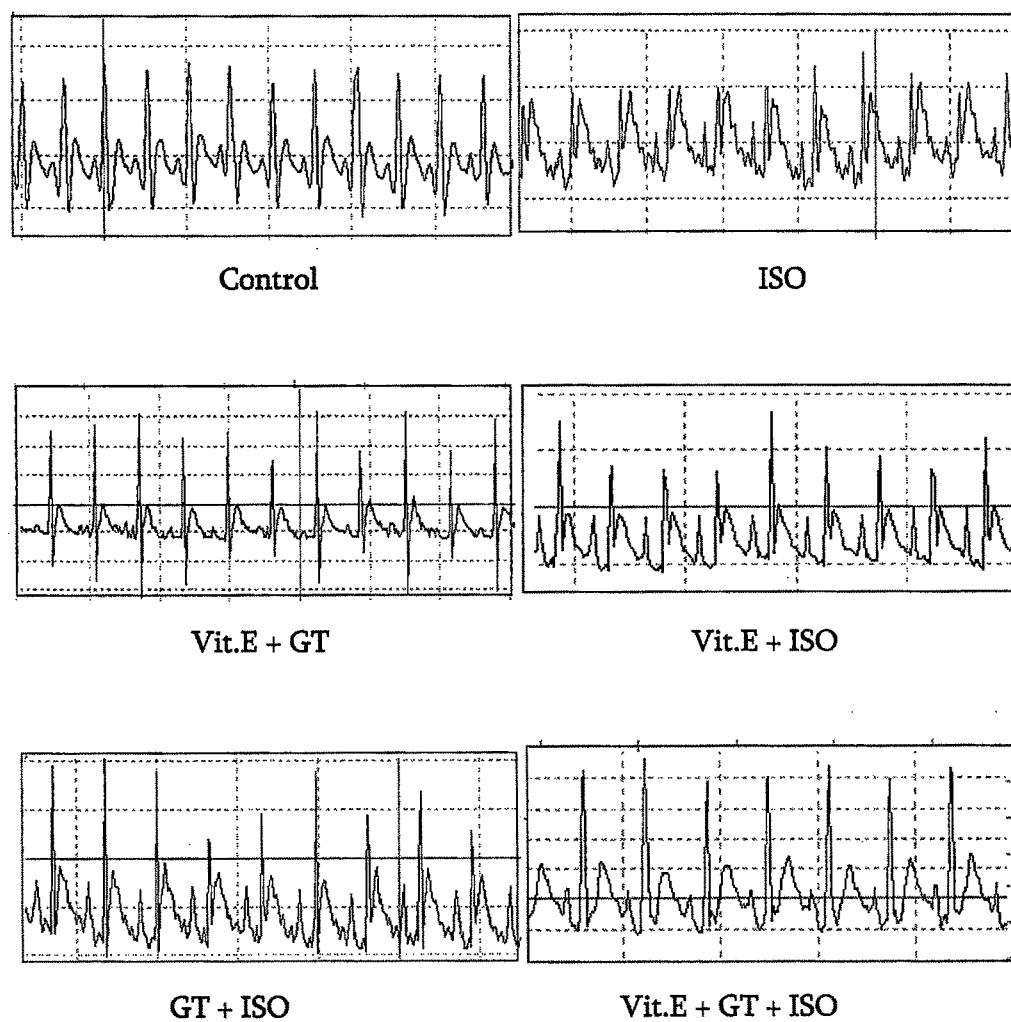 Control
ISO
Vit.E + GT
Vit.E + ISO
GT + ISO
Vit.E + GT + ISO